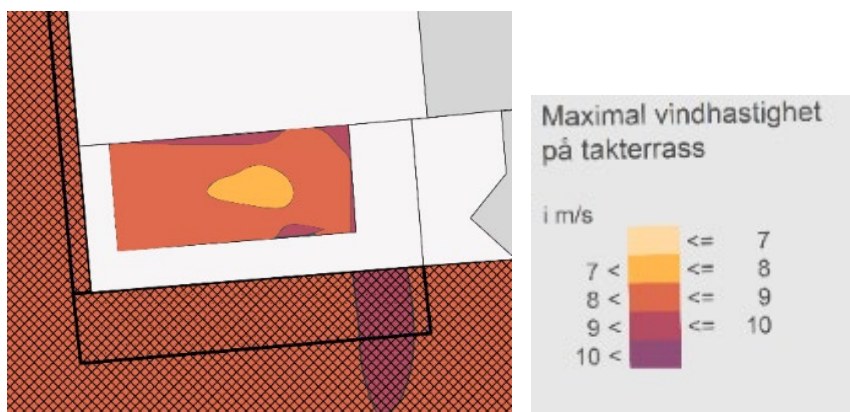 Maximal vindhastighet
på takterrass
i m/s
<= 7
7 < <= 8
8 < <= 9
9 < <= 10
10 <